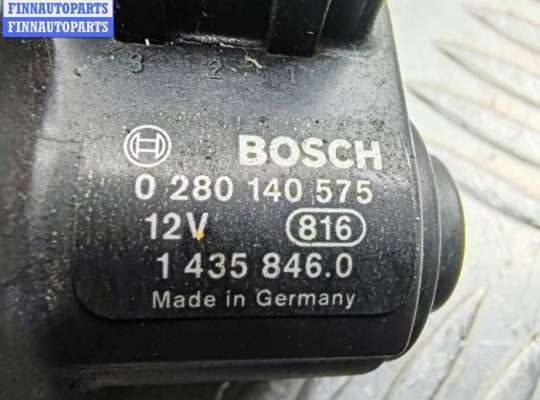 FINNAUTOPARTS
FINNAUTOPARTS
3 2 1
BOSCH
0 280 140 575
12V 816
1 435 846.0
Made in Germany